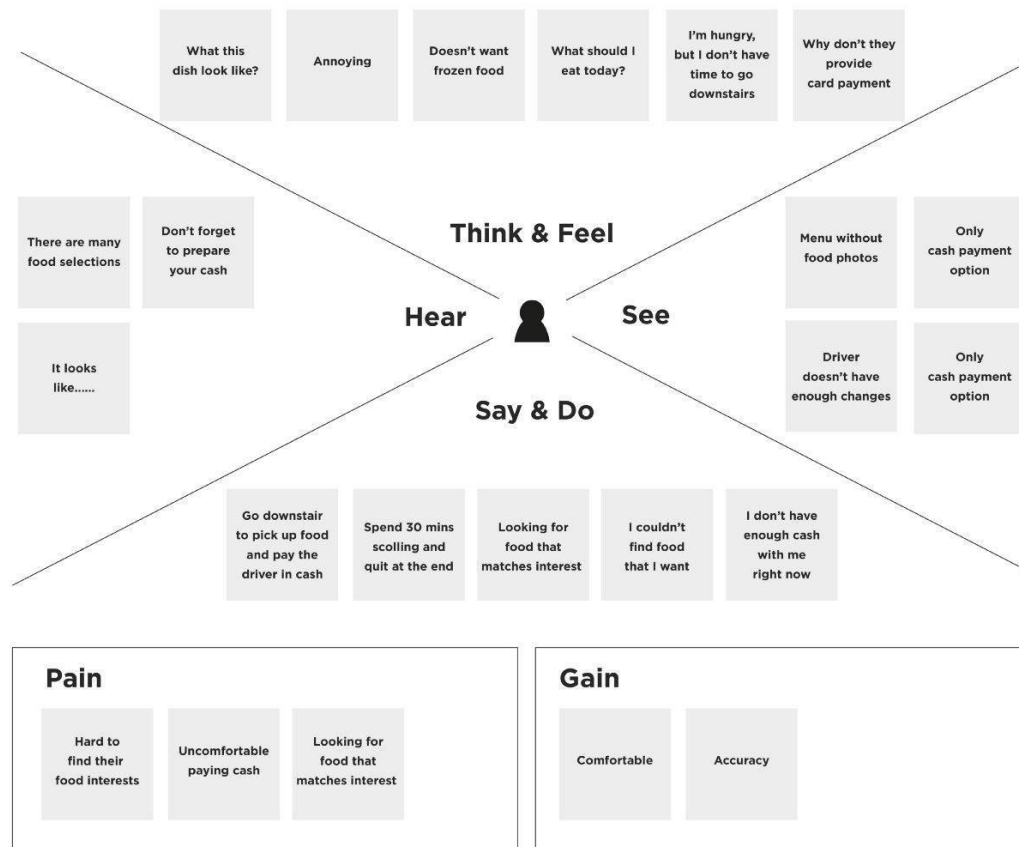 What this
dish look like?
Annoying
Doesn't want
frozen food
What should I
eat today?
I'm hungry,
but I don't have
time to go
downstairs
Why don't they
provide
card payment
Think & Feel
There are many
food selections
Don't forget
to prepare
your cash
It looks
like......
Hear
See
Menu without
food photos
Only
cash payment
option
Driver
doesn't have
enough changes
Only
cash payment
option
Say & Do
Go downstair
to pick up food
and pay the
driver in cash
Spend 30 mins
scolling and
quit at the end
Looking for
food that
matches interest
I couldn't
find food
that I want
I don't have
enough cash
with me
right now
Pain
Hard to
find their
food interests
Uncomfortable
paying cash
Looking for
food that
matches interest
Gain
Comfortable
Accuracy